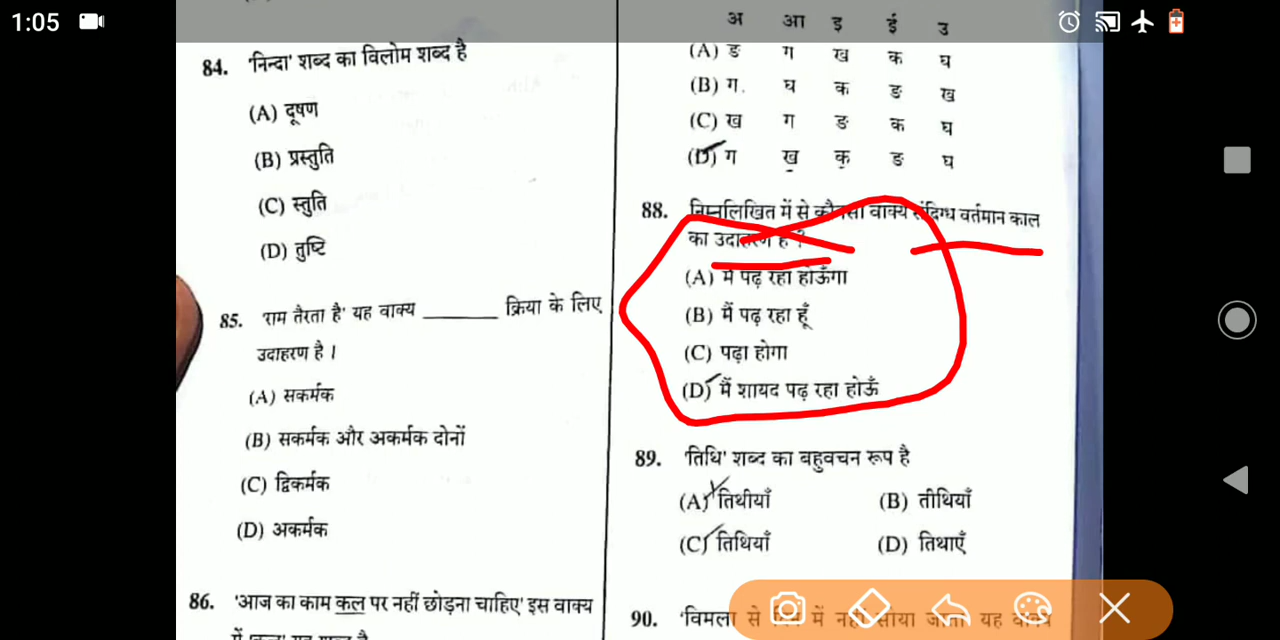 1:05
84. 'निन्दा' शब्द का विलोम शब्द है
(A) दूषण
(B) प्रस्तुति
(C) स्तुति
(D) तुष्टि
85. 'राम तैरता है' यह वाक्य ________ क्रिया के लिए
उदाहरण है ।
(A) सकर्मक
(B) सकर्मक और अकर्मक दोनों
(C) द्विकर्मक
(D) अकर्मक
86. 'आज का काम कल पर नहीं छोड़ना चाहिए' इस वाक्य
अ आ इ ई उ
(A) ङ ग ख क घ
(B) ग. घ क ङ ख
(C) ख ग ङ क घ
(D) ग ख क ङ घ
88. निम्नलिखित में से कौनसा वाक्य संदिग्ध वर्तमान काल
का उदाहरण है ?
(A) मैं पढ़ रहा होऊँगा
(B) मैं पढ़ रहा हूँ
(C) पढ़ा होगा
(D) मैं शायद पढ़ रहा होऊँ
89. 'तिथि' शब्द का बहुवचन रूप है
(A) तिथीयाँ (B) तीथियाँ
(C) तिथियाँ (D) तिथाएँ
90. 'विमला से में नहीं सोया जाता यह वाक्य